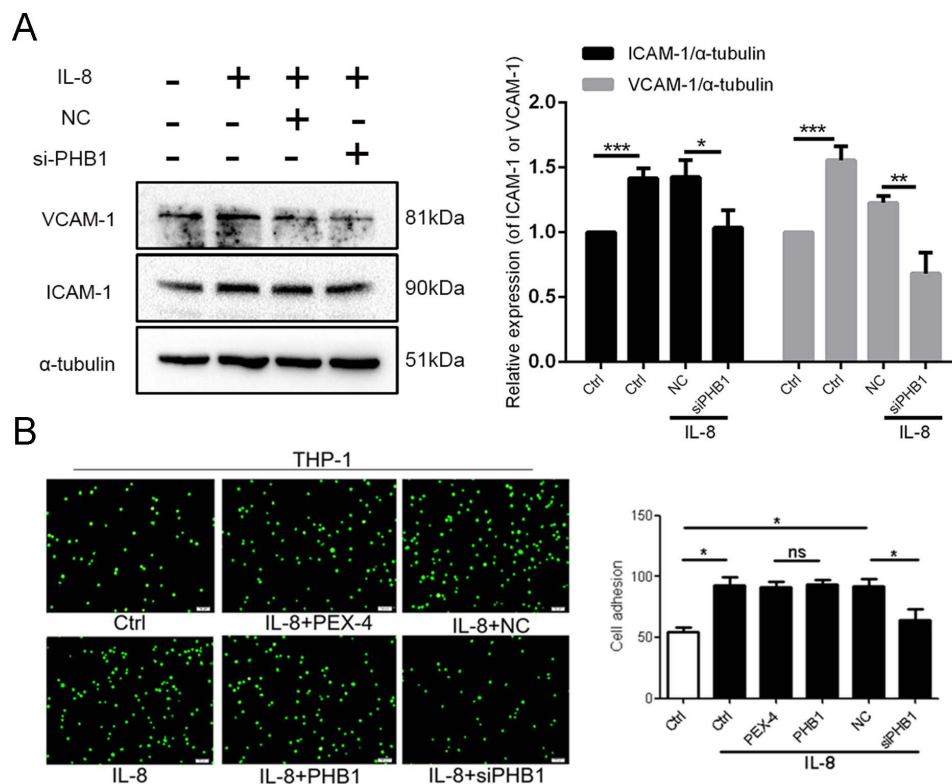 A
IL-8 - + + +
NC - - + -
si-PHB1 - - - +
VCAM-1 81kDa
ICAM-1 90kDa
α-tubulin 51kDa
ICAM-1/α-tubulin
VCAM-1/α-tubulin
Relative expression (of ICAM-1 or VCAM-1)
2.0
1.5
1.0
0.5
0.0
*** * *** **
Ctrl Ctrl NC siPHB1 Ctrl Ctrl NC siPHB1
IL-8 IL-8
B
THP-1
Ctrl IL-8+PEX-4 IL-8+NC
IL-8 IL-8+PHB1 IL-8+siPHB1
Cell adhesion
150
100
50
0
*
* ns *
Ctrl Ctrl PEX-4 PHB1 NC siPHB1
IL-8